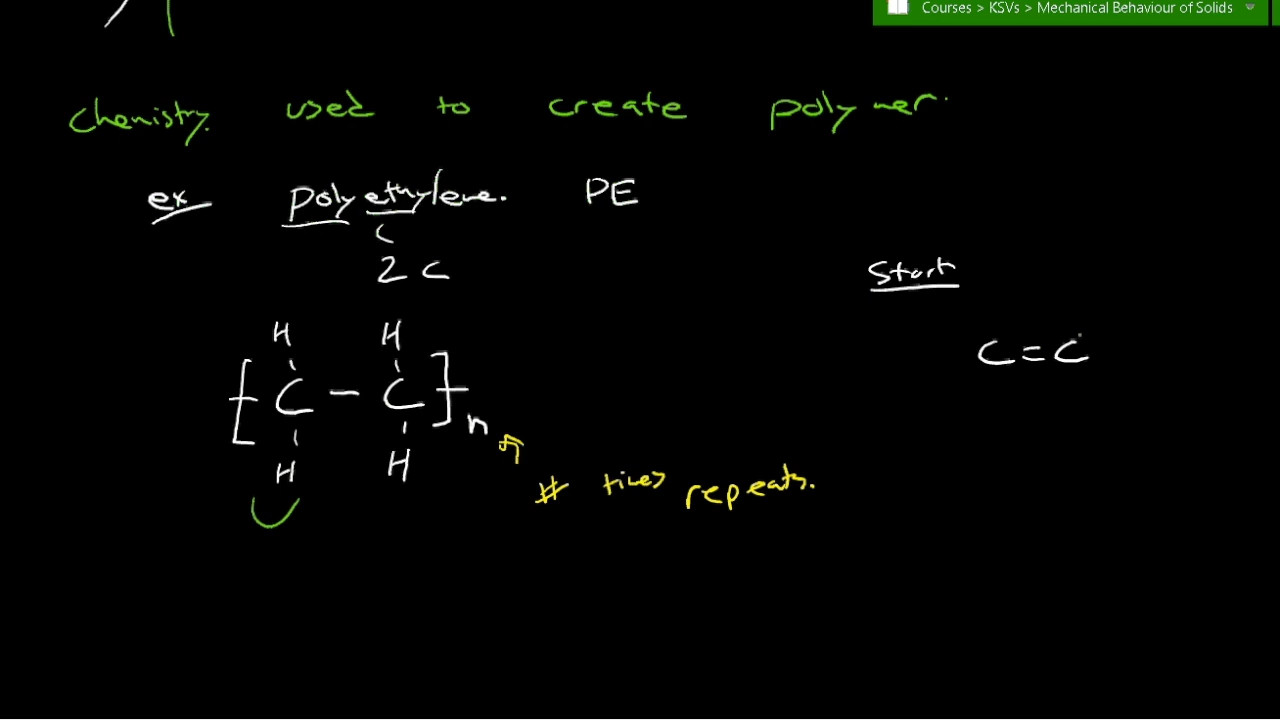 Courses > KSVs > Mechanical Behaviour of Solids
chemistry used to create polymer.
ex polyethylene. PE
2 C
Start
H H
C = C
[ C - C ] n
H H
# times repeats.